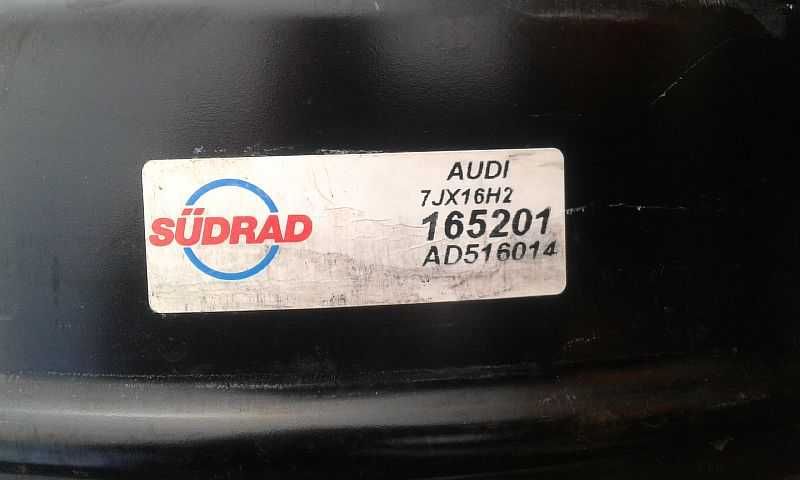 SÜDRAD
AUDI
7JX16H2
165201
AD516014